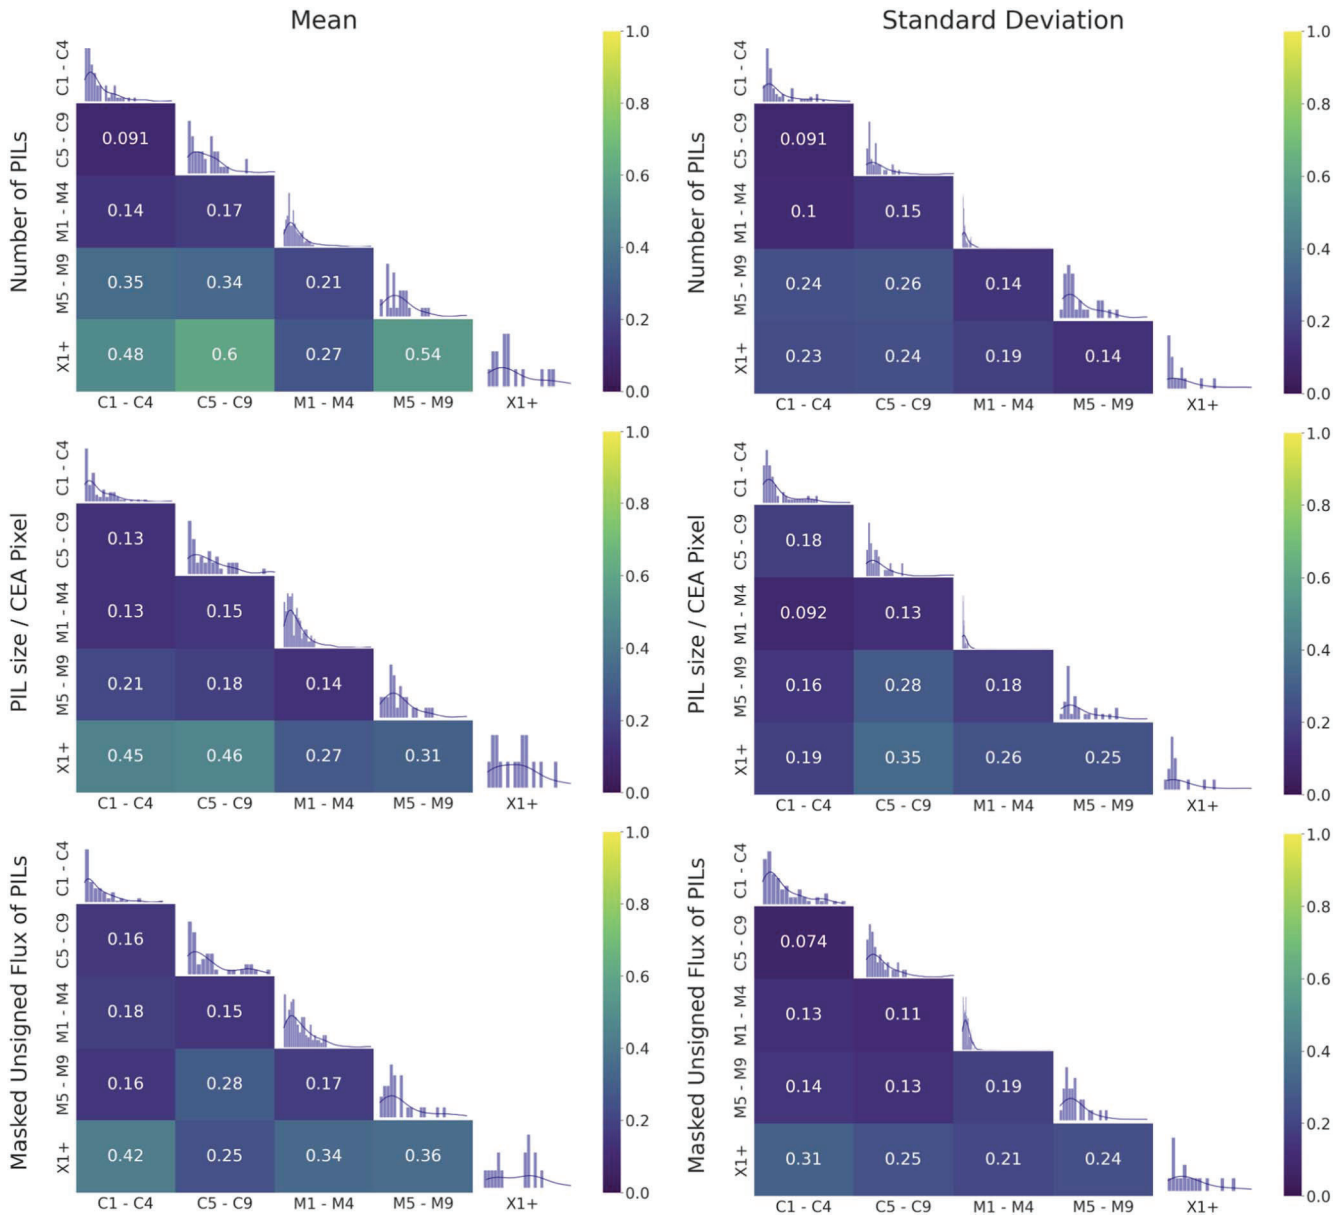 Mean
Number of PILs
C1 - C4
C5 - C9
M1 - M4
M5 - M9
X1+
0.091
0.14 0.17
0.35 0.34 0.21
0.48 0.6 0.27 0.54
C1 - C4 C5 - C9 M1 - M4 M5 - M9 X1+
1.0
0.8
0.6
0.4
0.2
0.0
Standard Deviation
Number of PILs
C1 - C4
C5 - C9
M1 - M4
M5 - M9
X1+
0.091
0.1 0.15
0.24 0.26 0.14
0.23 0.24 0.19 0.14
C1 - C4 C5 - C9 M1 - M4 M5 - M9 X1+
1.0
0.8
0.6
0.4
0.2
0.0
PIL size / CEA Pixel
C1 - C4
C5 - C9
M1 - M4
M5 - M9
X1+
0.13
0.13 0.15
0.21 0.18 0.14
0.45 0.46 0.27 0.31
C1 - C4 C5 - C9 M1 - M4 M5 - M9 X1+
1.0
0.8
0.6
0.4
0.2
0.0
PIL size / CEA Pixel
C1 - C4
C5 - C9
M1 - M4
M5 - M9
X1+
0.18
0.092 0.13
0.16 0.28 0.18
0.19 0.35 0.26 0.25
C1 - C4 C5 - C9 M1 - M4 M5 - M9 X1+
1.0
0.8
0.6
0.4
0.2
0.0
Masked Unsigned Flux of PILs
C1 - C4
C5 - C9
M1 - M4
M5 - M9
X1+
0.16
0.18 0.15
0.16 0.28 0.17
0.42 0.25 0.34 0.36
C1 - C4 C5 - C9 M1 - M4 M5 - M9 X1+
1.0
0.8
0.6
0.4
0.2
0.0
Masked Unsigned Flux of PILs
C1 - C4
C5 - C9
M1 - M4
M5 - M9
X1+
0.074
0.13 0.11
0.14 0.13 0.19
0.31 0.25 0.21 0.24
C1 - C4 C5 - C9 M1 - M4 M5 - M9 X1+
1.0
0.8
0.6
0.4
0.2
0.0